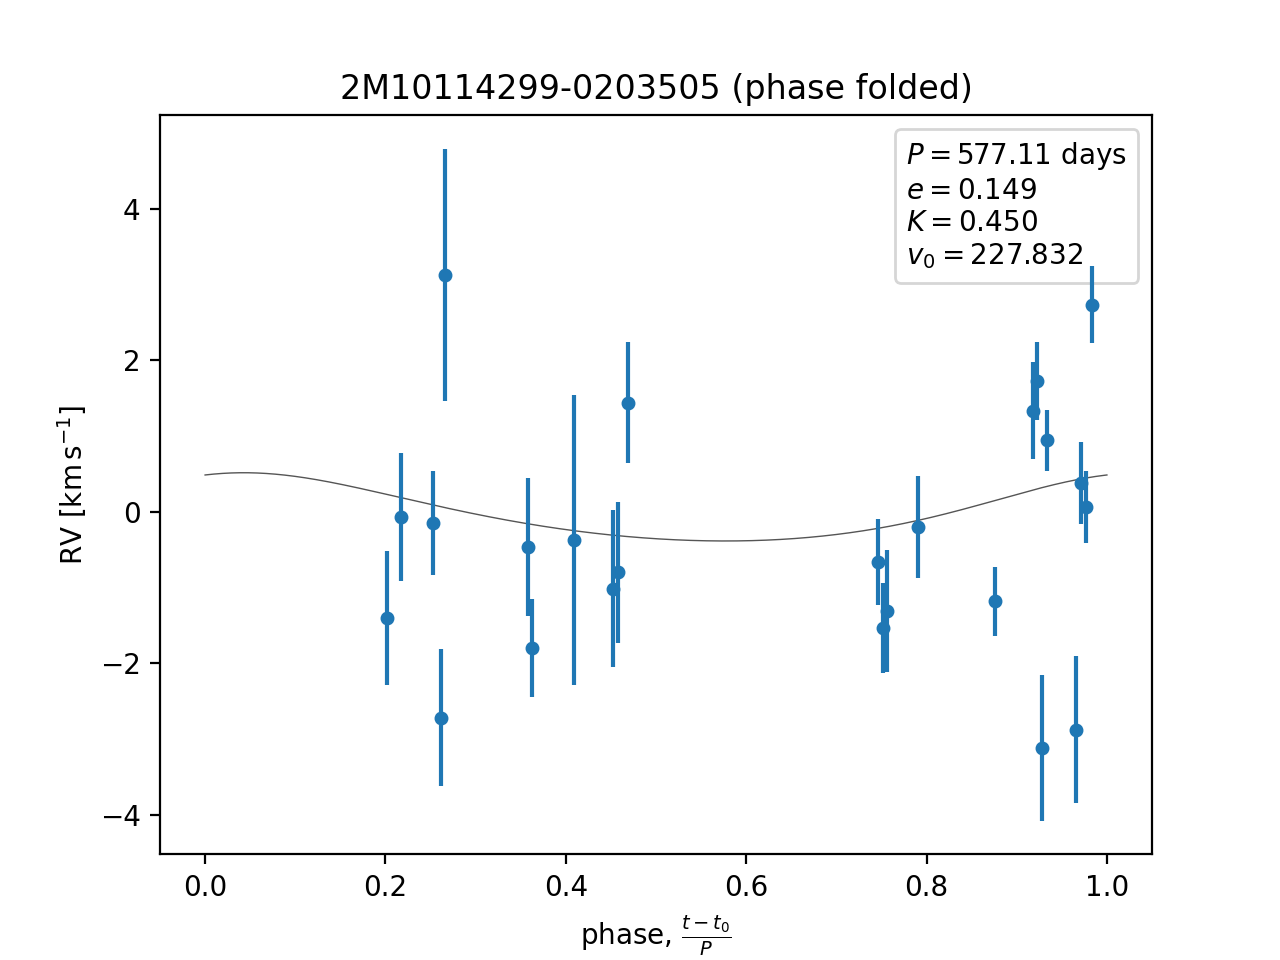 2M10114299-0203505 (phase folded)
P = 577.11 days
e = 0.149
K = 0.450
v₀ = 227.832
4
2
0
−2
−4
RV [km s⁻¹]
0.0 0.2 0.4 0.6 0.8 1.0
phase, (t − t₀)/P